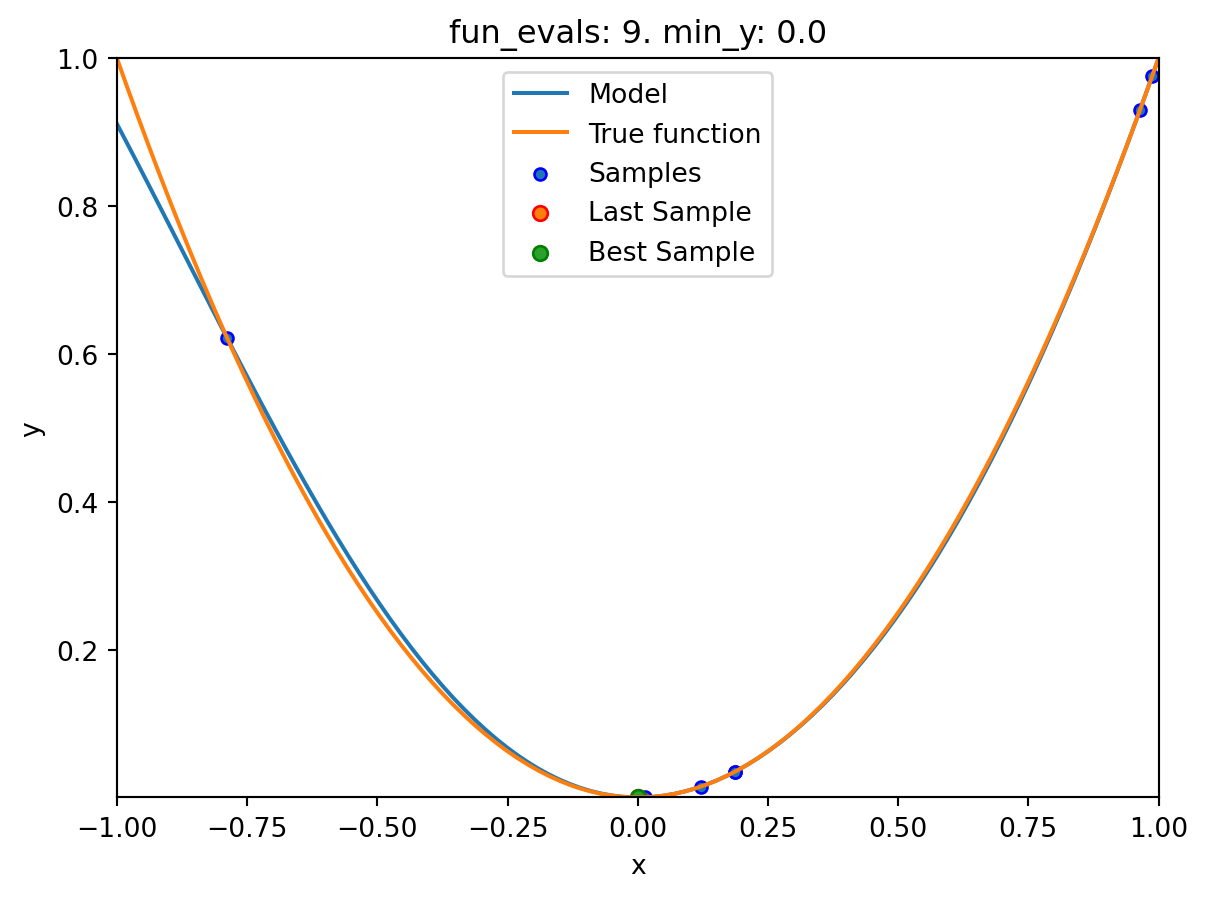 fun_evals: 9. min_y: 0.0
1.0
0.8
0.6
0.4
0.2
y
Model
True function
Samples
Last Sample
Best Sample
−1.00 −0.75 −0.50 −0.25 0.00 0.25 0.50 0.75 1.00
x